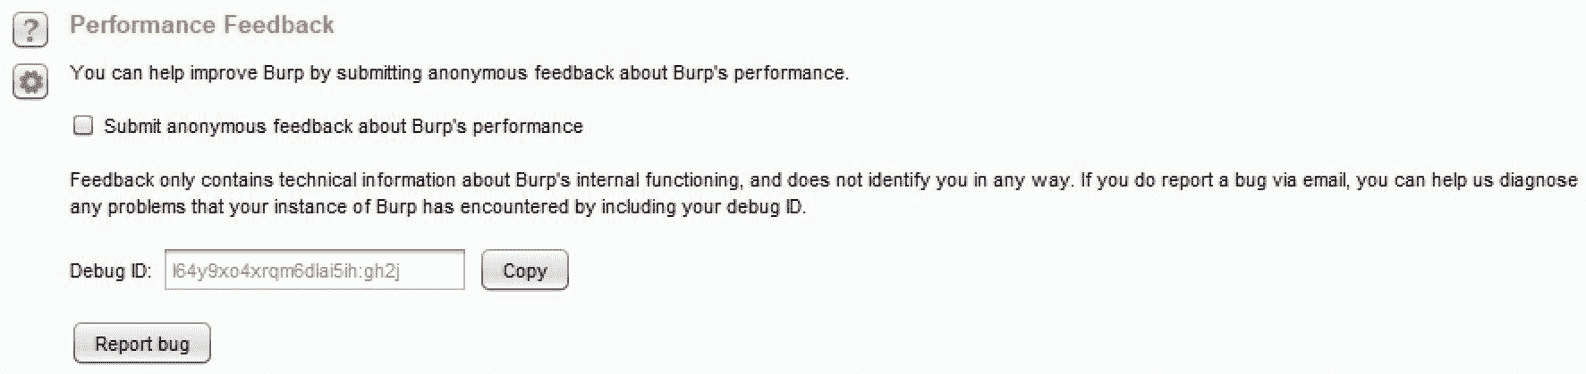 Performance Feedback
You can help improve Burp by submitting anonymous feedback about Burp's performance.
Submit anonymous feedback about Burp's performance
Feedback only contains technical information about Burp's internal functioning, and does not identify you in any way. If you do report a bug via email, you can help us diagnose
any problems that your instance of Burp has encountered by including your debug ID.
Debug ID: l64y9xo4xrqm6dlai5ih:gh2j Copy
Report bug